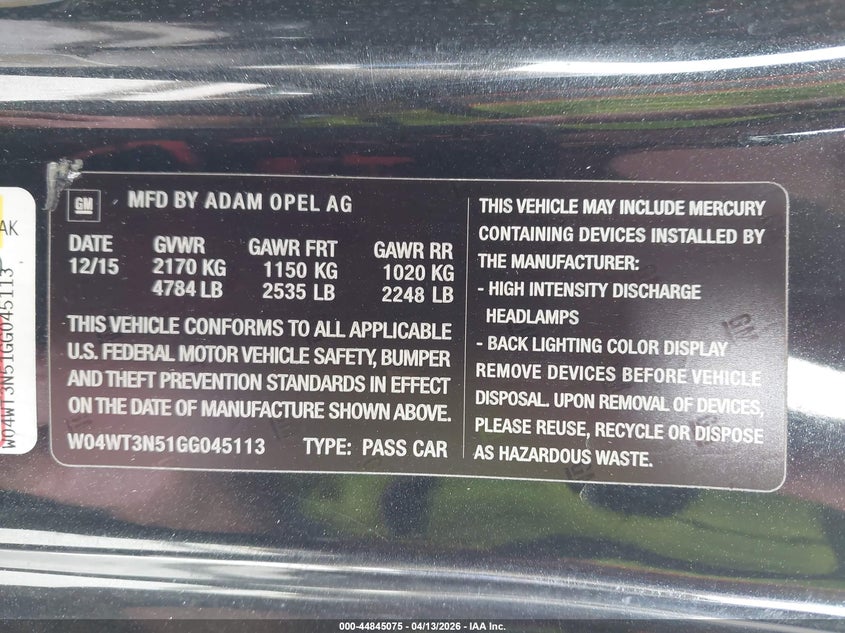 GM
MFD BY ADAM OPEL AG
DATE GVWR GAWR FRT GAWR RR
12/15 2170 KG 1150 KG 1020 KG
4784 LB 2535 LB 2248 LB
THIS VEHICLE CONFORMS TO ALL APPLICABLE
U.S. FEDERAL MOTOR VEHICLE SAFETY, BUMPER
AND THEFT PREVENTION STANDARDS IN EFFECT
ON THE DATE OF MANUFACTURE SHOWN ABOVE.
W04WT3N51GG045113 TYPE: PASS CAR
THIS VEHICLE MAY INCLUDE MERCURY
CONTAINING DEVICES INSTALLED BY
THE MANUFACTURER:
- HIGH INTENSITY DISCHARGE
HEADLAMPS
- BACK LIGHTING COLOR DISPLAY
REMOVE DEVICES BEFORE VEHICLE
DISPOSAL. UPON REMOVAL OF DEVICES,
PLEASE REUSE, RECYCLE OR DISPOSE
AS HAZARDOUS WASTE.
AK
W04WT3N51GG045113
000-44845075 - 04/13/2026 - IAA Inc.